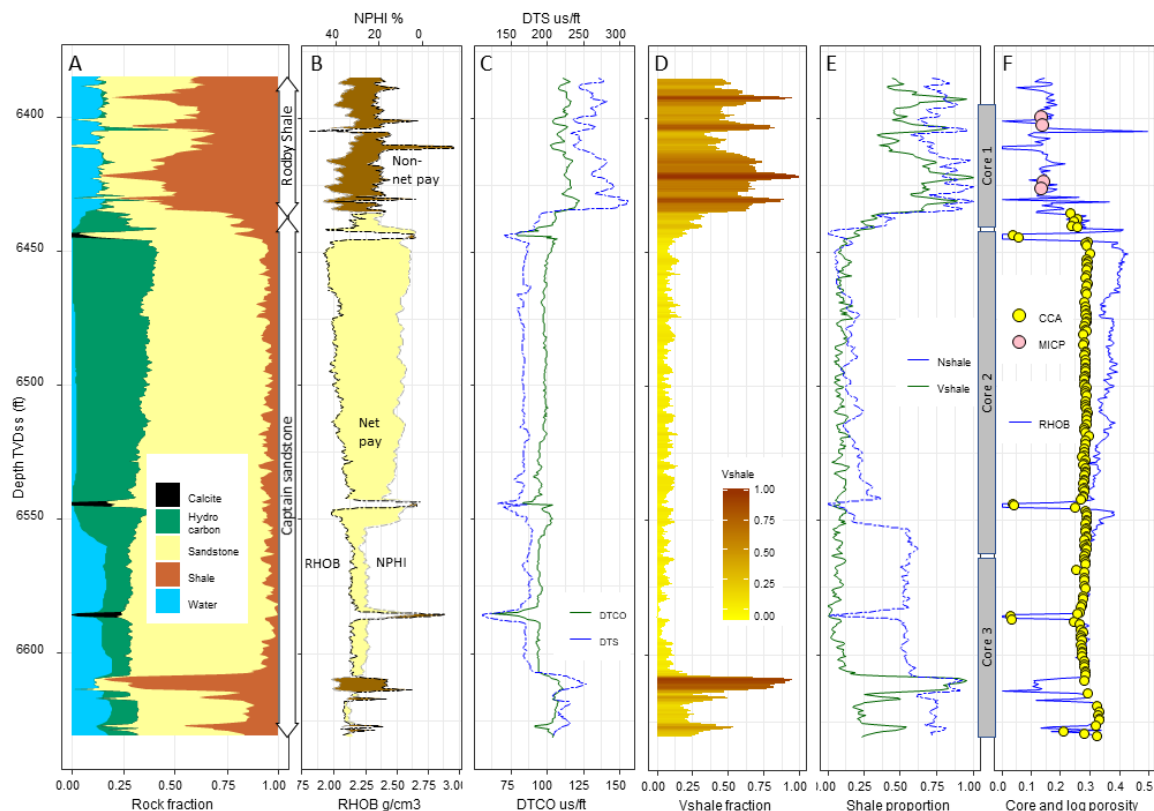 NPHI %
DTS us/ft
40
20
0
150
200
250
300
A
B
C
D
E
F
6400
6450
6500
6550
6600
Depth TVDss (ft)
Rodby Shale
Captain sandstone
Non-
net pay
Net
pay
RHOB
NPHI
Calcite
Hydro
carbon
Sandstone
Shale
Water
DTCO
DTS
Vshale
1.00
0.75
0.50
0.25
0.00
Nshale
Vshale
Core 1
Core 2
Core 3
CCA
MICP
RHOB
0.00
0.25
0.50
0.75
1.00
75
2.00
2.25
2.50
2.75
3.0
75
100
125
150
0.00
0.25
0.50
0.75
1.00
0.00
0.25
0.50
0.75
1.00
0.0
0.1
0.2
0.3
0.4
0.5
Rock fraction
RHOB g/cm3
DTCO us/ft
Vshale fraction
Shale proportion
Core and log porosity